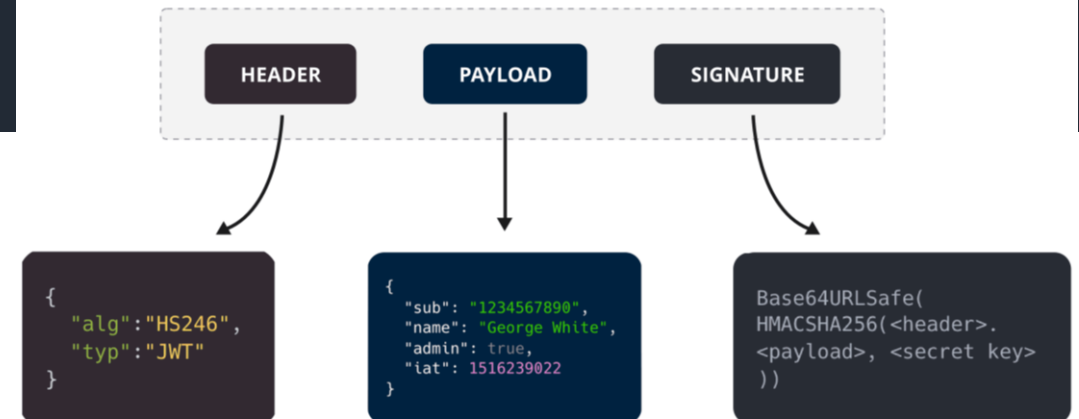 HEADER
PAYLOAD
SIGNATURE
{
"alg":"HS246",
"typ":"JWT"
}
{
"sub": "1234567890",
"name": "George White",
"admin": true,
"iat": 1516239022
}
Base64URLSafe(
HMACSHA256(<header>.
<payload>, <secret key>
))